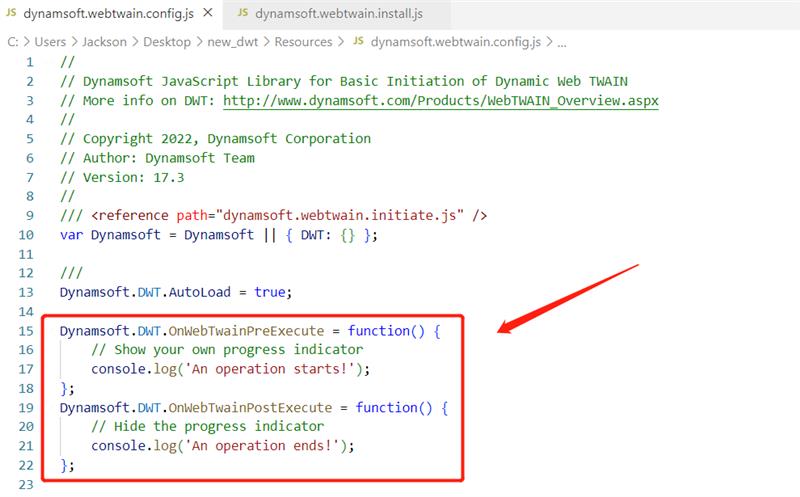 JS dynamsoft.webtwain.config.js × JS dynamsoft.webtwain.install.js
C: > Users > Jackson > Desktop > new_dwt > Resources > JS dynamsoft.webtwain.config.js > ...
1 //
2 // Dynamsoft JavaScript Library for Basic Initiation of Dynamic Web TWAIN
3 // More info on DWT: http://www.dynamsoft.com/Products/WebTWAIN_Overview.aspx
4 //
5 // Copyright 2022, Dynamsoft Corporation
6 // Author: Dynamsoft Team
7 // Version: 17.3
8 //
9 /// <reference path="dynamsoft.webtwain.initiate.js" />
10 var Dynamsoft = Dynamsoft || { DWT: {} };
11
12 ///
13 Dynamsoft.DWT.AutoLoad = true;
14
15 Dynamsoft.DWT.OnWebTwainPreExecute = function() {
16     // Show your own progress indicator
17     console.log('An operation starts!');
18 };
19 Dynamsoft.DWT.OnWebTwainPostExecute = function() {
20     // Hide the progress indicator
21     console.log('An operation ends!');
22 };
23